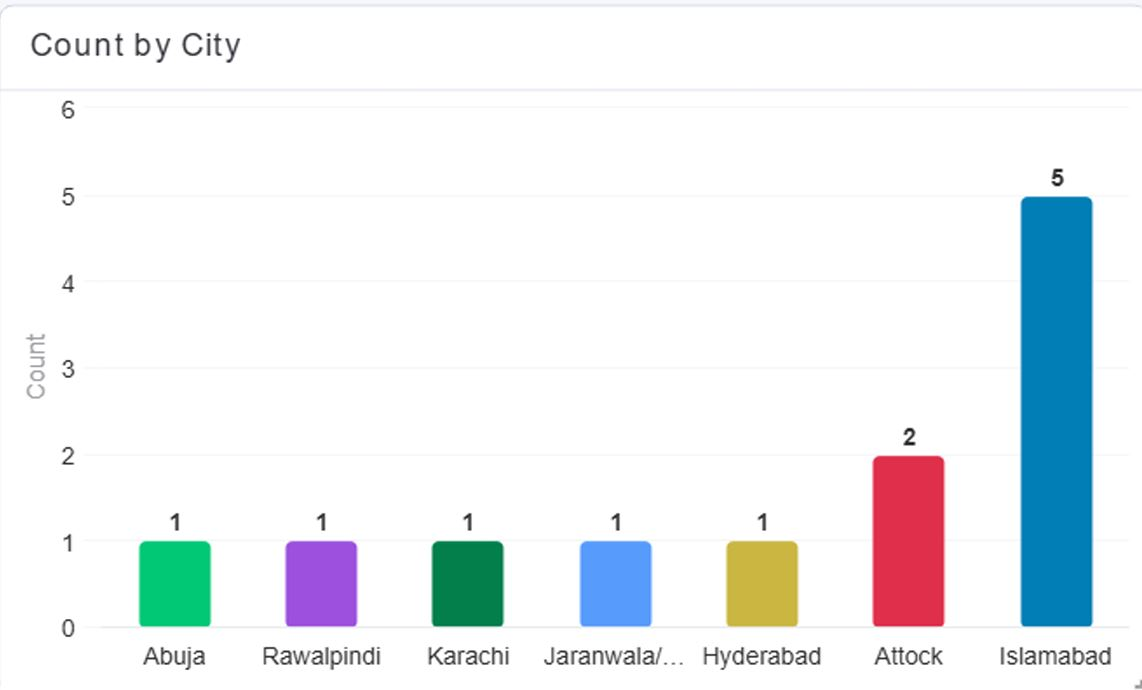 Count by City
6
5
4
3
2
1
0
Count
1
1
1
1
1
2
5
Abuja
Rawalpindi
Karachi
Jaranwala/...
Hyderabad
Attock
Islamabad